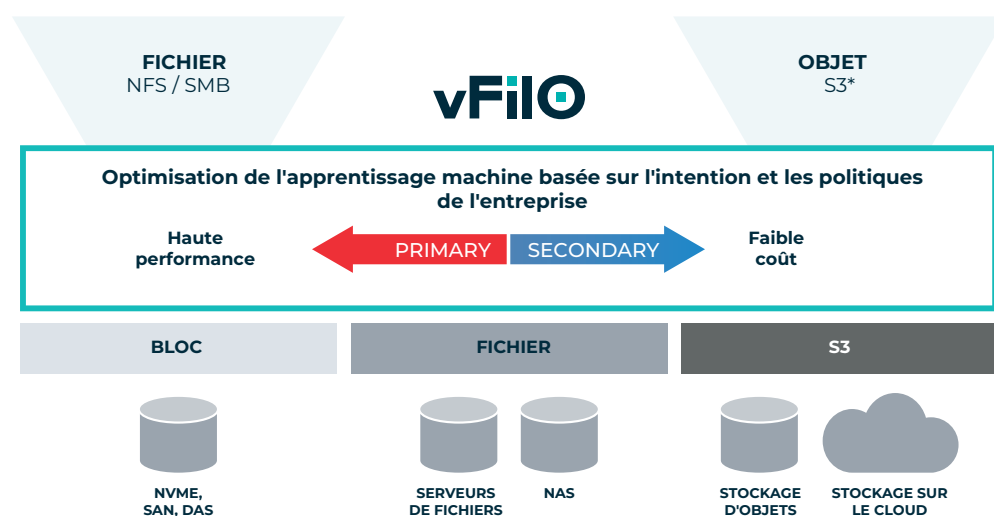 FICHIER
NFS / SMB
vFilO
OBJET
S3*
Optimisation de l'apprentissage machine basée sur l'intention et les politiques
de l'entreprise
Haute
performance
PRIMARY
SECONDARY
Faible
coût
BLOC
FICHIER
S3
NVME,
SAN, DAS
SERVEURS
DE FICHIERS
NAS
STOCKAGE
D'OBJETS
STOCKAGE SUR
LE CLOUD